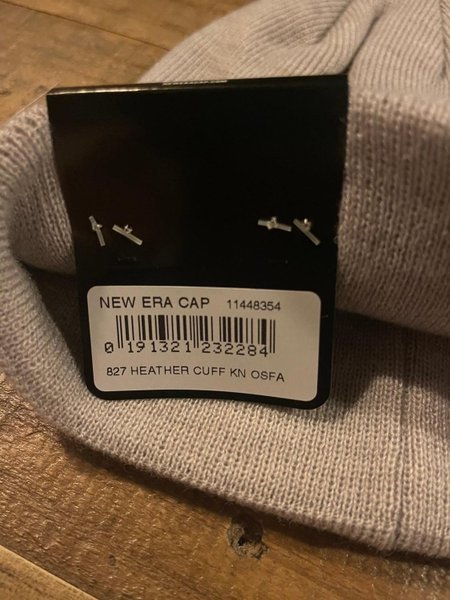 NEW ERA CAP 11448354
0 191321 232284
827 HEATHER CUFF KN OSFA